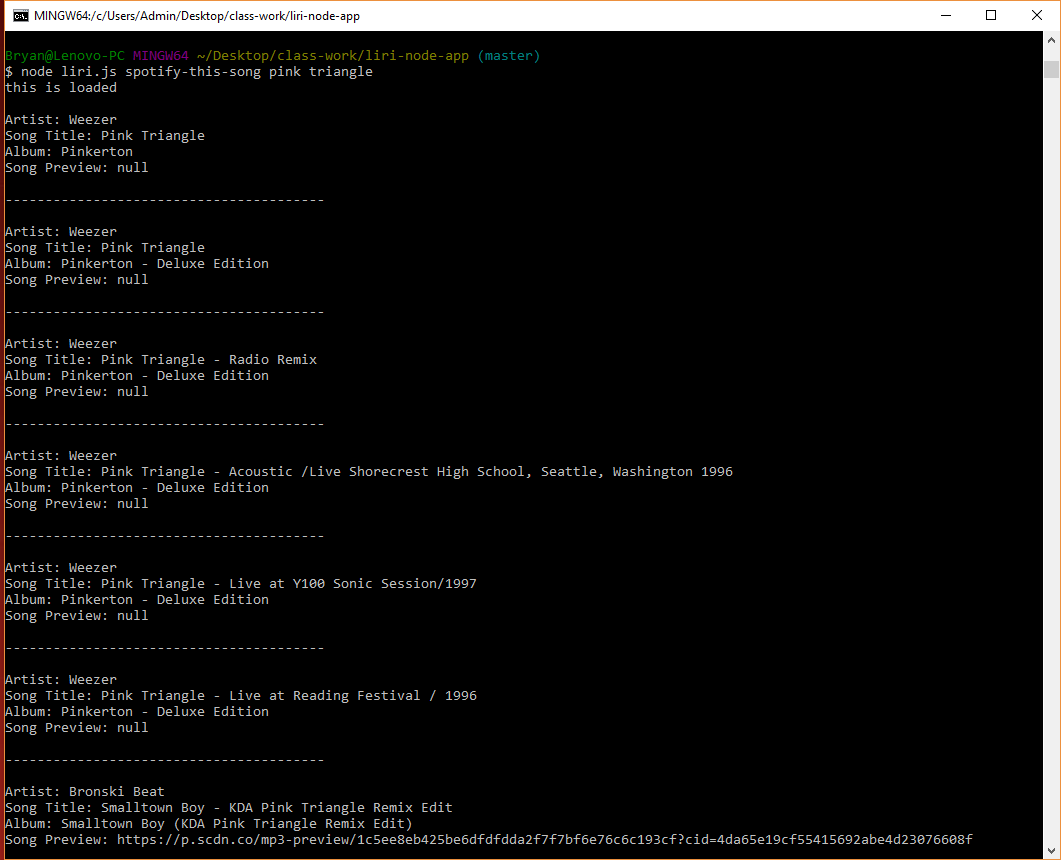 MINGW64:/c/Users/Admin/Desktop/class-work/liri-node-app
Bryan@Lenovo-PC MINGW64 ~/Desktop/class-work/liri-node-app (master)
$ node liri.js spotify-this-song pink triangle
this is loaded
Artist: Weezer
Song Title: Pink Triangle
Album: Pinkerton
Song Preview: null
----------------------------------------
Artist: Weezer
Song Title: Pink Triangle
Album: Pinkerton - Deluxe Edition
Song Preview: null
----------------------------------------
Artist: Weezer
Song Title: Pink Triangle - Radio Remix
Album: Pinkerton - Deluxe Edition
Song Preview: null
----------------------------------------
Artist: Weezer
Song Title: Pink Triangle - Acoustic /Live Shorecrest High School, Seattle, Washington 1996
Album: Pinkerton - Deluxe Edition
Song Preview: null
----------------------------------------
Artist: Weezer
Song Title: Pink Triangle - Live at Y100 Sonic Session/1997
Album: Pinkerton - Deluxe Edition
Song Preview: null
----------------------------------------
Artist: Weezer
Song Title: Pink Triangle - Live at Reading Festival / 1996
Album: Pinkerton - Deluxe Edition
Song Preview: null
----------------------------------------
Artist: Bronski Beat
Song Title: Smalltown Boy - KDA Pink Triangle Remix Edit
Album: Smalltown Boy (KDA Pink Triangle Remix Edit)
Song Preview: https://p.scdn.co/mp3-preview/1c5ee8eb425be6dfdfdda2f7f7bf6e76c6c193cf?cid=4da65e19cf55415692abe4d23076608f